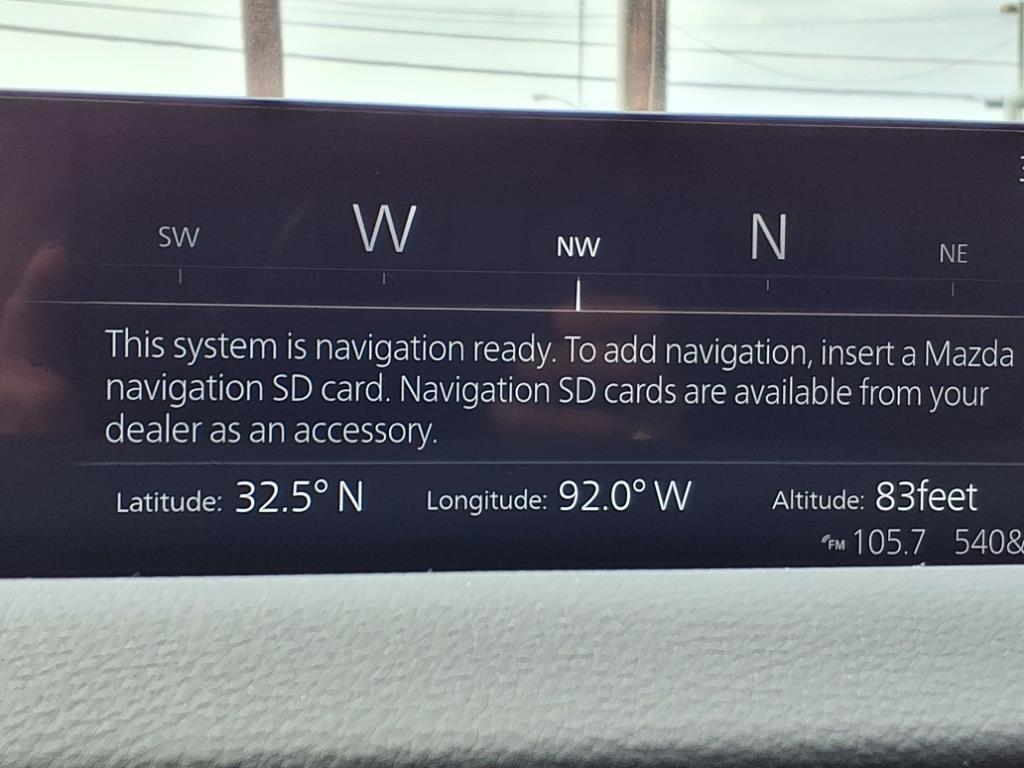 SW W NW N NE
This system is navigation ready. To add navigation, insert a Mazda
navigation SD card. Navigation SD cards are available from your
dealer as an accessory.
Latitude: 32.5° N Longitude: 92.0° W Altitude: 83feet
FM 105.7 540&